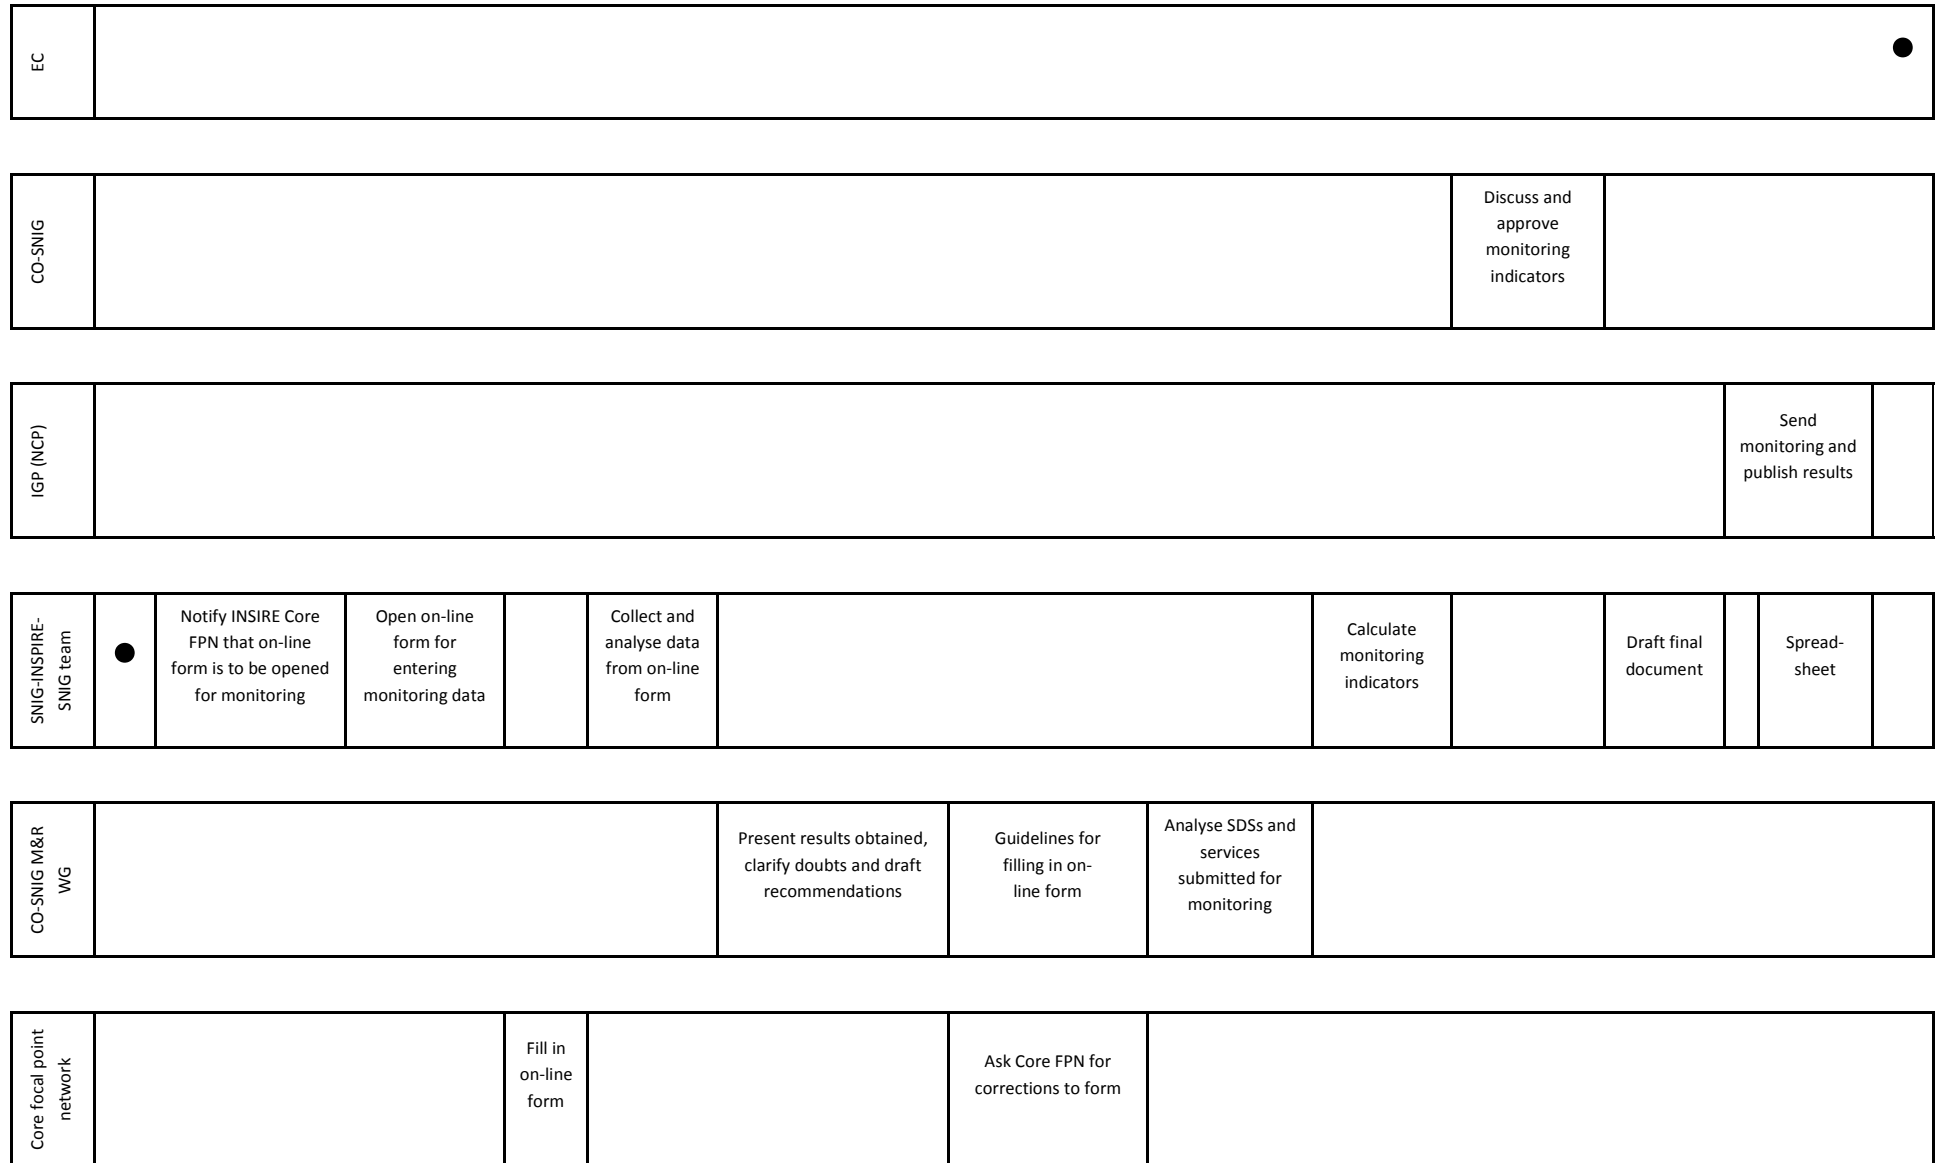 EC
●
CO-SNIG
Discuss and
approve
monitoring
indicators
IGP (NCP)
Send
monitoring and
publish results
SNIG-INSPIRE-
SNIG team
●
Notify INSIRE Core
FPN that on-line
form is to be opened
for monitoring
Open on-line
form for
entering
monitoring data
Collect and
analyse data
from on-line
form
Calculate
monitoring
indicators
Draft final
document
Spread-
sheet
CO-SNIG M&R
WG
Present results obtained,
clarify doubts and draft
recommendations
Guidelines for
filling in on-
line form
Analyse SDSs and
services
submitted for
monitoring
Core focal point
network
Fill in
on-line
form
Ask Core FPN for
corrections to form